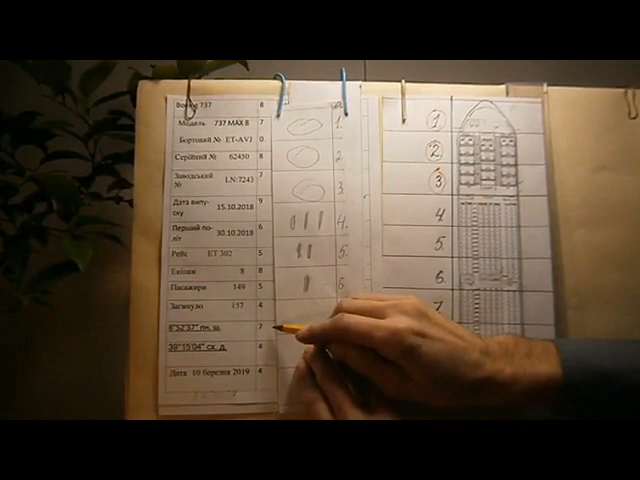 Boeing 737 8
Модель 737 MAX 8 7
Бортовий № ET-AVJ 0
Серійний № 62450 8
Заводський № LN:7243 7
Дата випуску 15.10.2018 9
Перший політ 30.10.2018 6
Рейс ET 302 5
Екіпаж 8 8
Пасажири 149 5
Загинуло 157 4
8°52'37" пн. ш. 7
39°15'04" сх. д. 4
Дата 10 березня 2019 4
1.
2
3
4.
5.
6
1
2
3
4
5.
6.
7